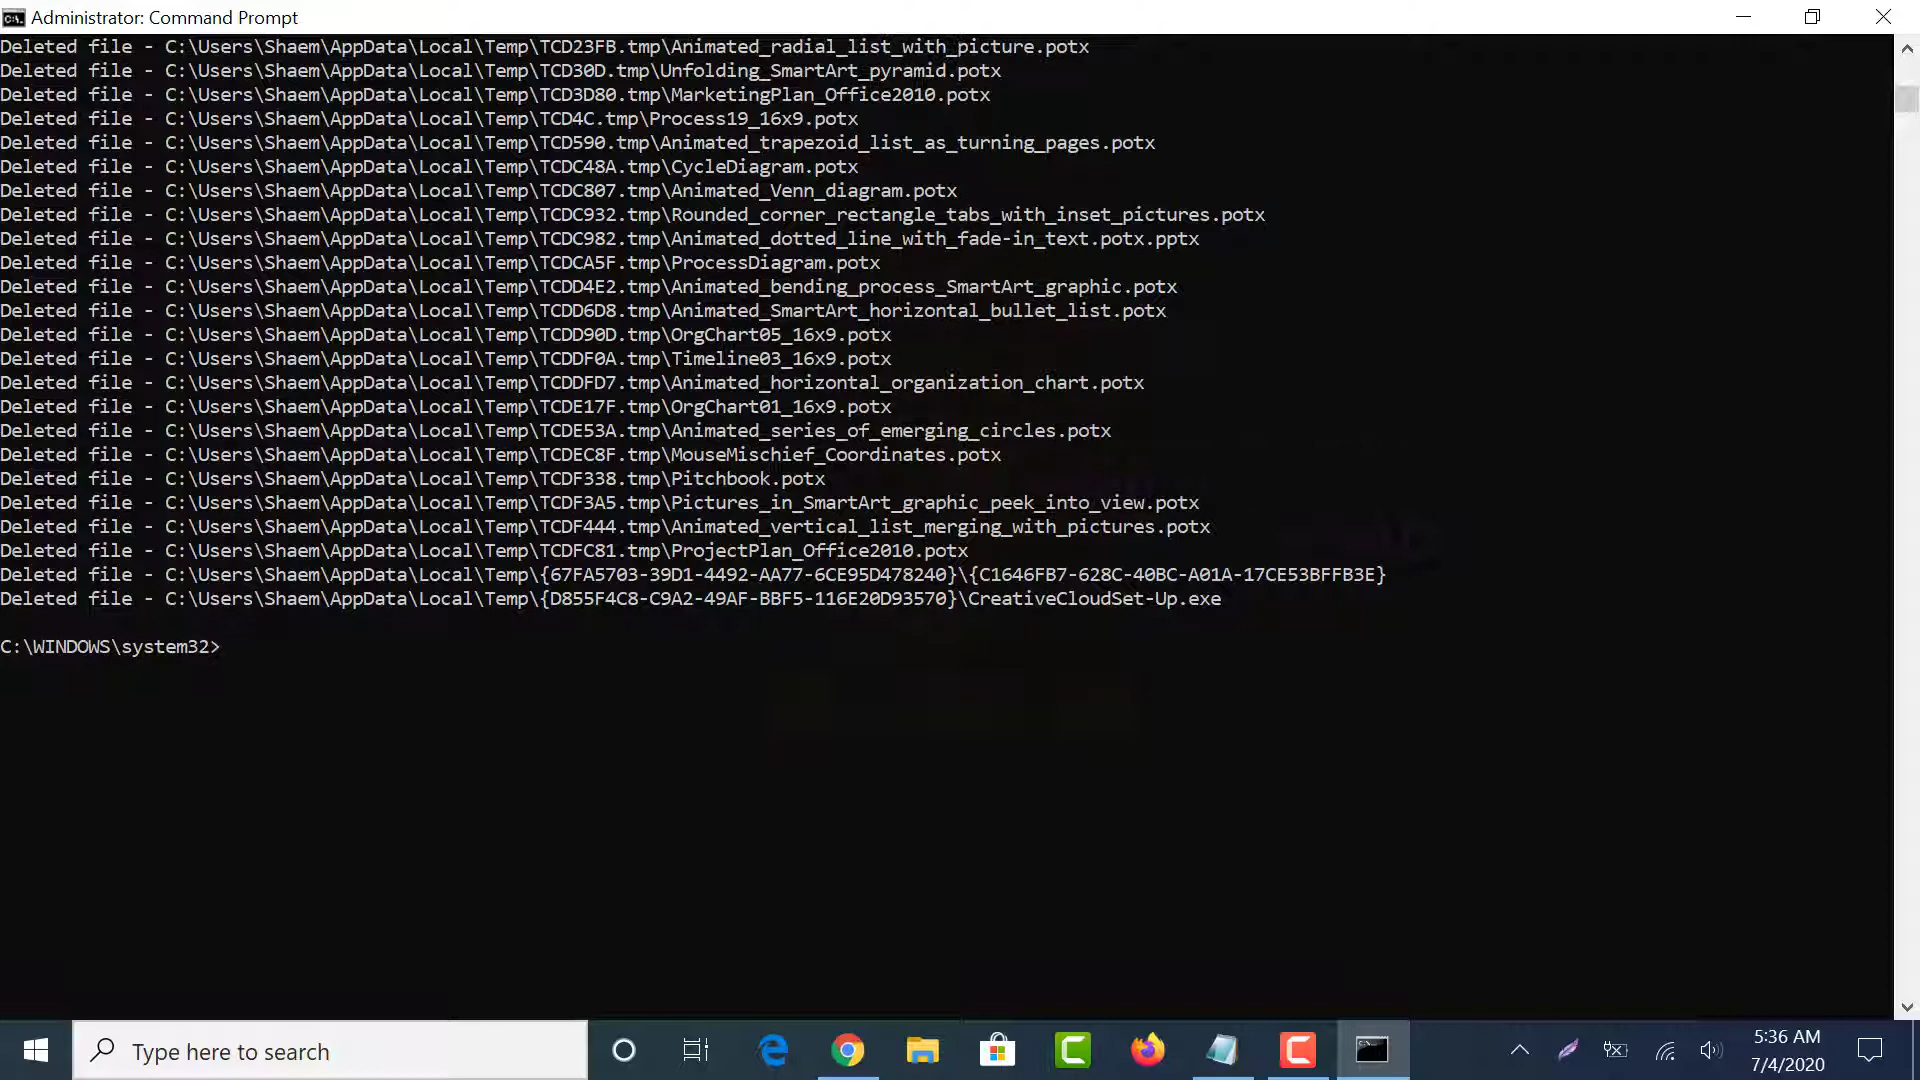 Administrator: Command Prompt
Deleted file - C:\Users\Shaem\AppData\Local\Temp\TCD23FB.tmp\Animated_radial_list_with_picture.potx
Deleted file - C:\Users\Shaem\AppData\Local\Temp\TCD30D.tmp\Unfolding_SmartArt_pyramid.potx
Deleted file - C:\Users\Shaem\AppData\Local\Temp\TCD3D80.tmp\MarketingPlan_Office2010.potx
Deleted file - C:\Users\Shaem\AppData\Local\Temp\TCD4C.tmp\Process19_16x9.potx
Deleted file - C:\Users\Shaem\AppData\Local\Temp\TCD590.tmp\Animated_trapezoid_list_as_turning_pages.potx
Deleted file - C:\Users\Shaem\AppData\Local\Temp\TCDC48A.tmp\CycleDiagram.potx
Deleted file - C:\Users\Shaem\AppData\Local\Temp\TCDC807.tmp\Animated_Venn_diagram.potx
Deleted file - C:\Users\Shaem\AppData\Local\Temp\TCDC932.tmp\Rounded_corner_rectangle_tabs_with_inset_pictures.potx
Deleted file - C:\Users\Shaem\AppData\Local\Temp\TCDC982.tmp\Animated_dotted_line_with_fade-in_text.potx.pptx
Deleted file - C:\Users\Shaem\AppData\Local\Temp\TCDCA5F.tmp\ProcessDiagram.potx
Deleted file - C:\Users\Shaem\AppData\Local\Temp\TCDD4E2.tmp\Animated_bending_process_SmartArt_graphic.potx
Deleted file - C:\Users\Shaem\AppData\Local\Temp\TCDD6D8.tmp\Animated_SmartArt_horizontal_bullet_list.potx
Deleted file - C:\Users\Shaem\AppData\Local\Temp\TCDD90D.tmp\OrgChart05_16x9.potx
Deleted file - C:\Users\Shaem\AppData\Local\Temp\TCDDF0A.tmp\Timeline03_16x9.potx
Deleted file - C:\Users\Shaem\AppData\Local\Temp\TCDDFD7.tmp\Animated_horizontal_organization_chart.potx
Deleted file - C:\Users\Shaem\AppData\Local\Temp\TCDE17F.tmp\OrgChart01_16x9.potx
Deleted file - C:\Users\Shaem\AppData\Local\Temp\TCDE53A.tmp\Animated_series_of_emerging_circles.potx
Deleted file - C:\Users\Shaem\AppData\Local\Temp\TCDEC8F.tmp\MouseMischief_Coordinates.potx
Deleted file - C:\Users\Shaem\AppData\Local\Temp\TCDF338.tmp\Pitchbook.potx
Deleted file - C:\Users\Shaem\AppData\Local\Temp\TCDF3A5.tmp\Pictures_in_SmartArt_graphic_peek_into_view.potx
Deleted file - C:\Users\Shaem\AppData\Local\Temp\TCDF444.tmp\Animated_vertical_list_merging_with_pictures.potx
Deleted file - C:\Users\Shaem\AppData\Local\Temp\TCDFC81.tmp\ProjectPlan_Office2010.potx
Deleted file - C:\Users\Shaem\AppData\Local\Temp\{67FA5703-39D1-4492-AA77-6CE95D478240}\{C1646FB7-628C-40BC-A01A-17CE53BFFB3E}
Deleted file - C:\Users\Shaem\AppData\Local\Temp\{D855F4C8-C9A2-49AF-BBF5-116E20D93570}\CreativeCloudSet-Up.exe
C:\WINDOWS\system32>
Type here to search
5:36 AM
7/4/2020